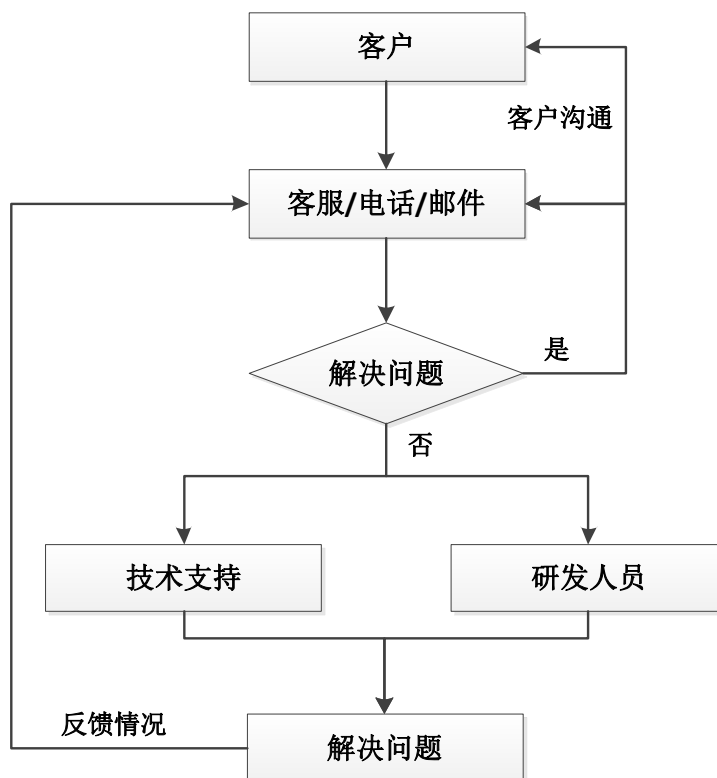 客户
客户沟通
客服/电话/邮件
解决问题
是
否
技术支持
研发人员
反馈情况
解决问题